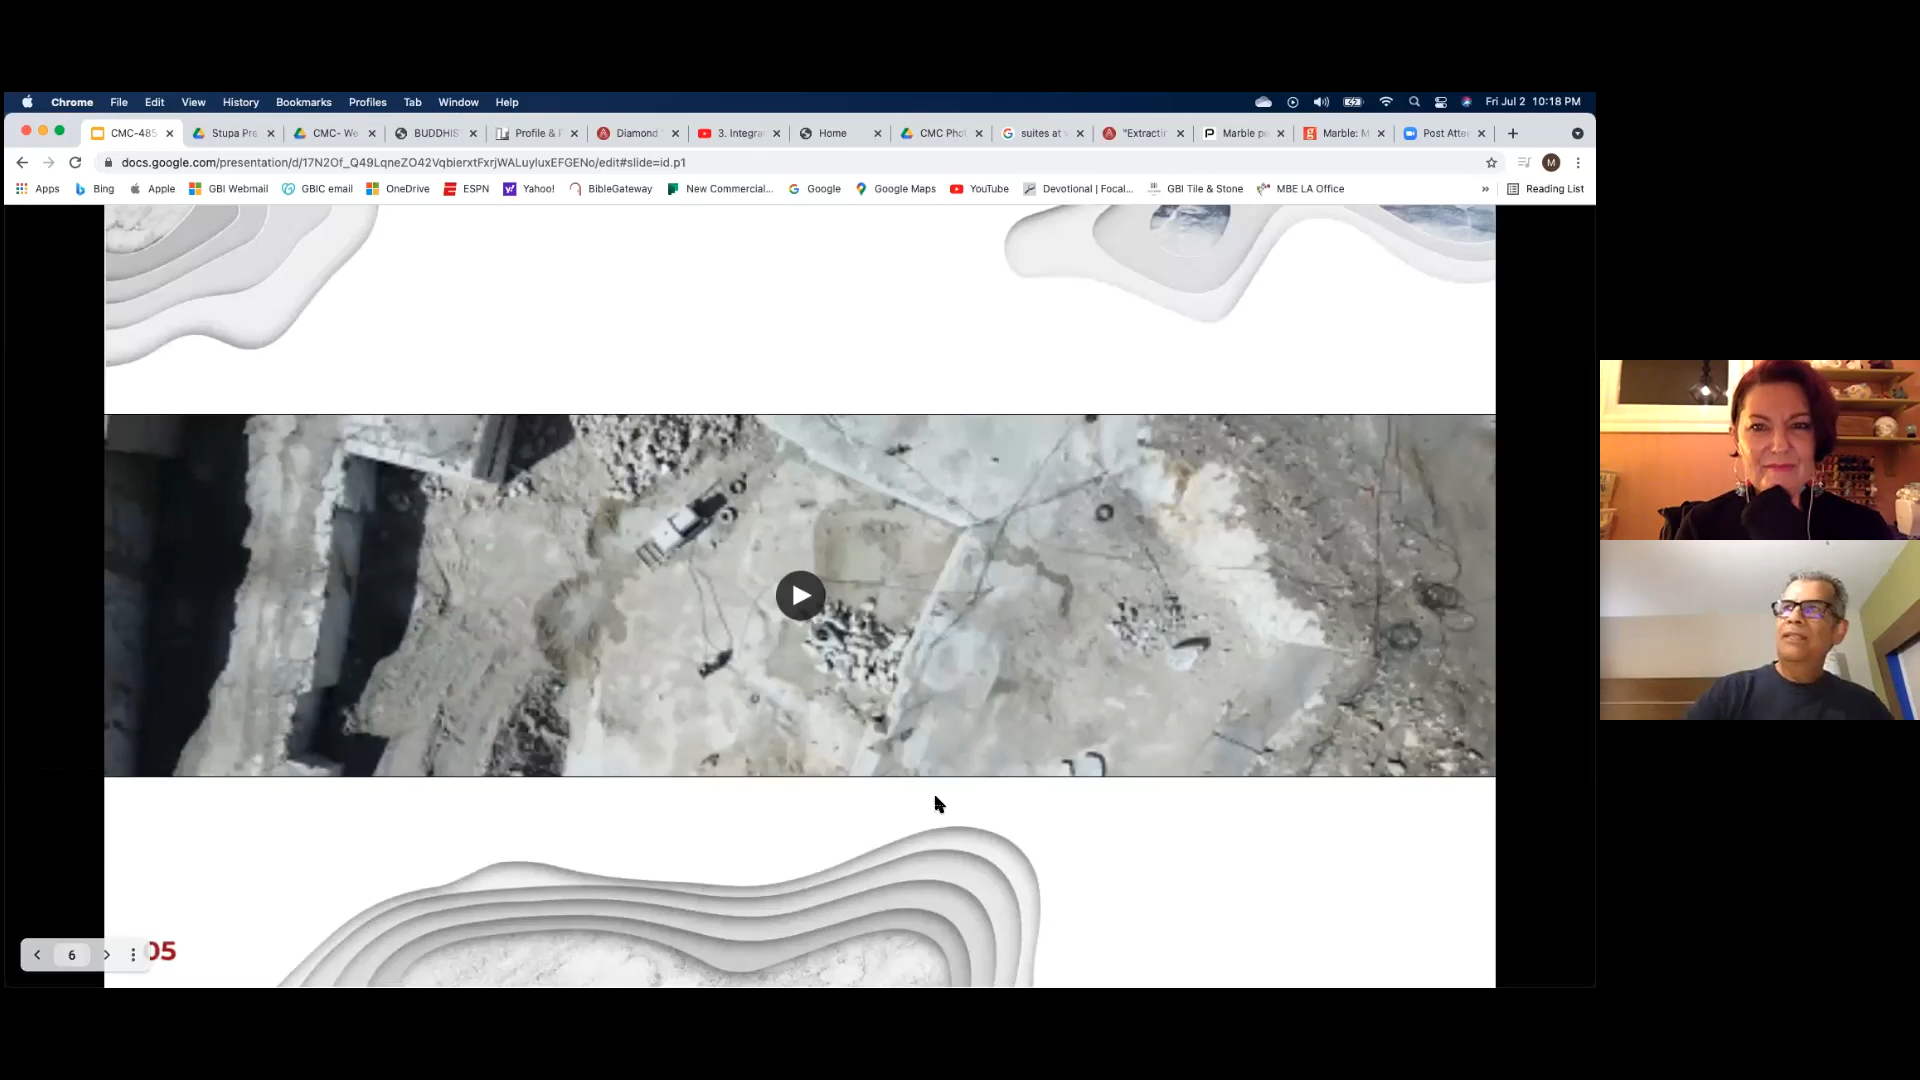 Chrome File Edit View History Bookmarks Profiles Tab Window Help Fri Jul 2 10:18 PM
CMC-485 Stupa Pre CMC- We BUDDHIS Profile & Diamond 3. Integra Home CMC Phot suites at "Extractin Marble pe Marble: M Post Atte
docs.google.com/presentation/d/17N2Of_Q49LqneZO42VqbierxtFxrjWALuyluxEFGENo/edit#slide=id.p1 M
Apps Bing Apple GBI Webmail GBIC email OneDrive ESPN Yahoo! BibleGateway New Commercial... Google Google Maps YouTube Devotional | Focal... GBI Tile & Stone MBE LA Office » Reading List
6 05